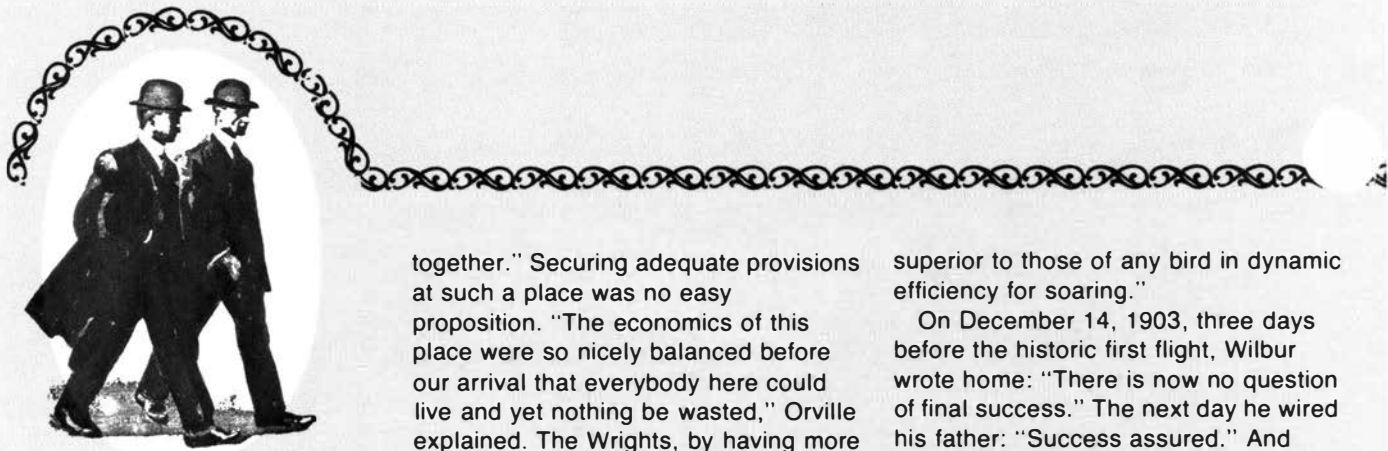 together." Securing adequate provisions
at such a place was no easy
proposition. "The economics of this
place were so nicely balanced before
our arrival that everybody here could
live and yet nothing be wasted," Orville
explained. The Wrights, by having more
superior to those of any bird in dynamic
efficiency for soaring."
On December 14, 1903, three days
before the historic first flight, Wilbur
wrote home: "There is now no question
of final success." The next day he wired
his father: "Success assured." And